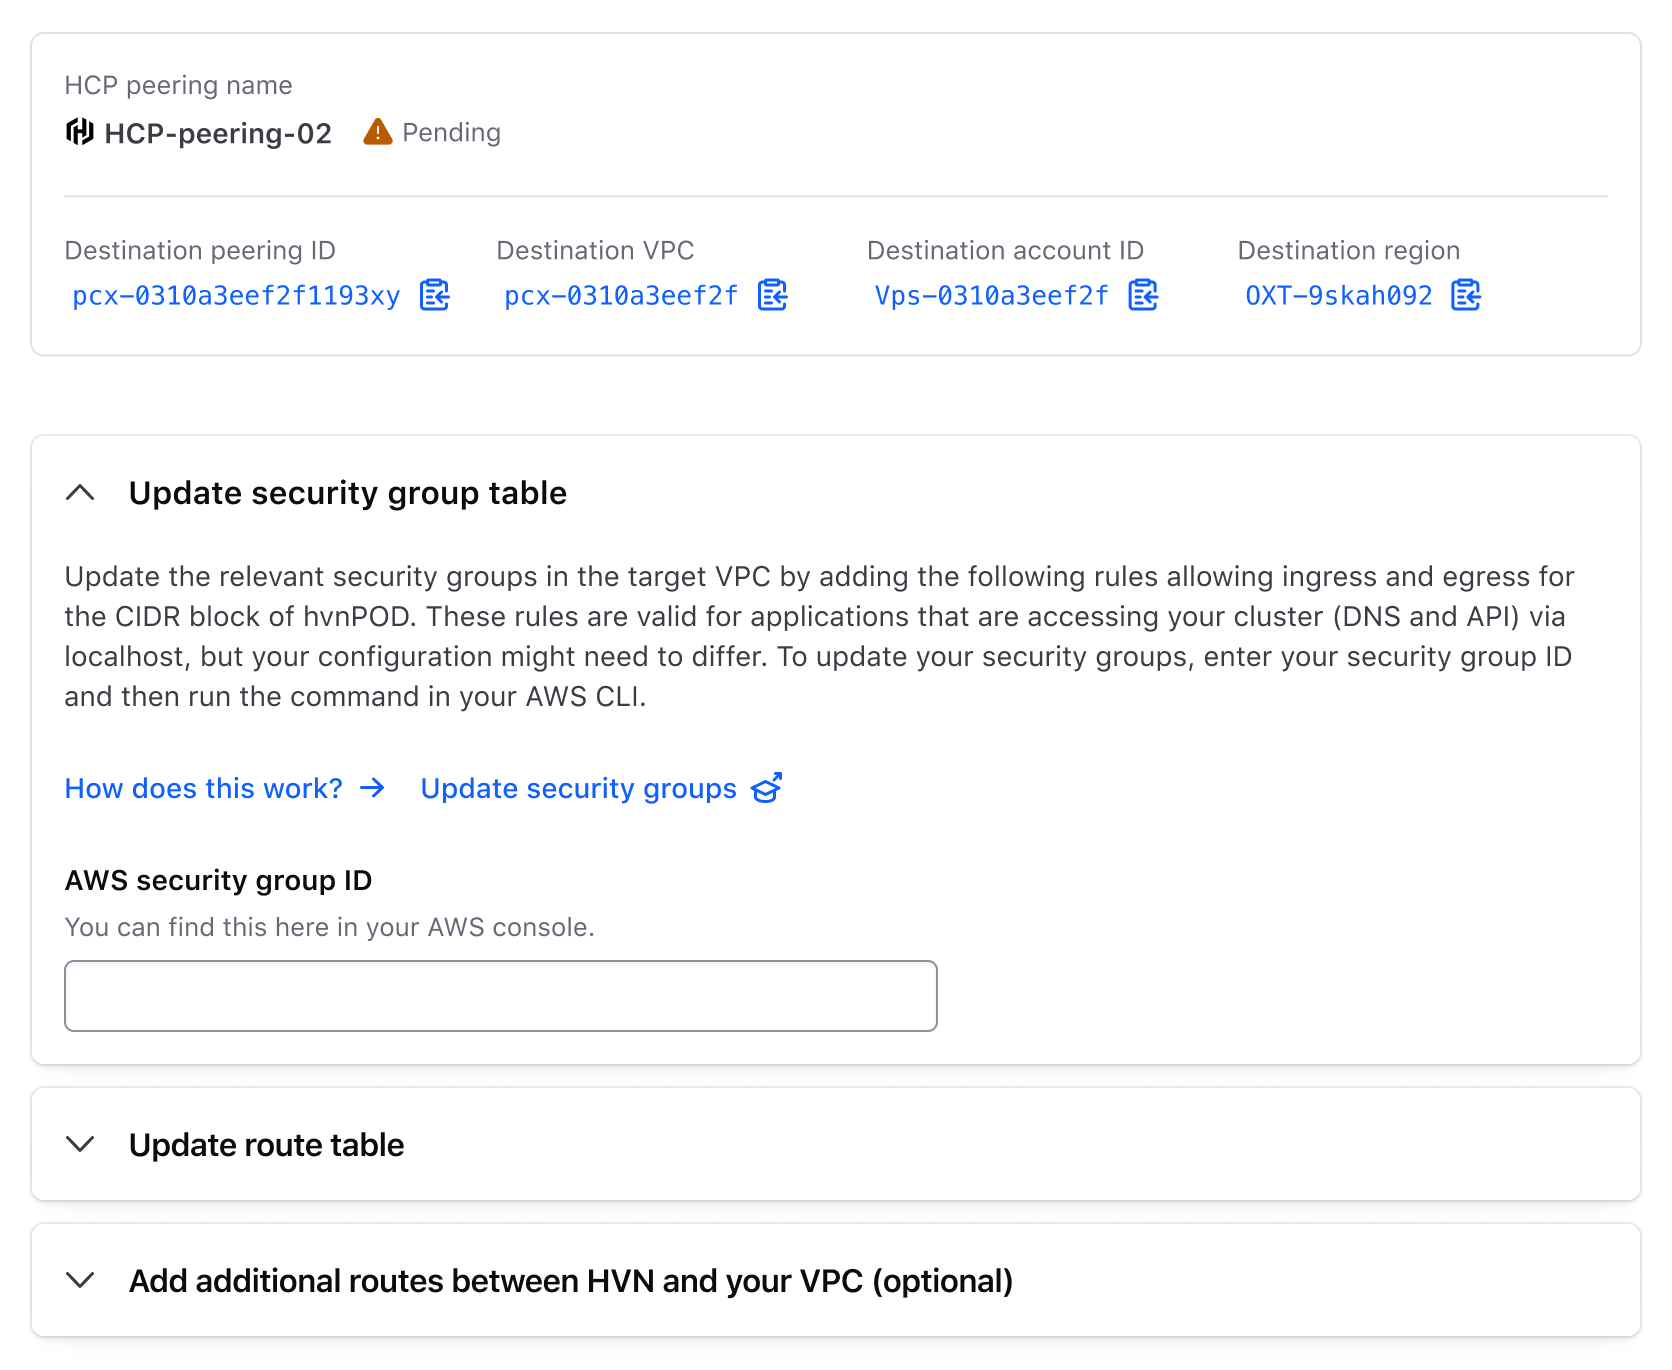 HCP peering name
HCP-peering-02 Pending
Destination peering ID Destination VPC Destination account ID Destination region
pcx-0310a3eef2f1193xy pcx-0310a3eef2f Vps-0310a3eef2f OXT-9skah092
Update security group table
Update the relevant security groups in the target VPC by adding the following rules allowing ingress and egress for
the CIDR block of hvnPOD. These rules are valid for applications that are accessing your cluster (DNS and API) via
localhost, but your configuration might need to differ. To update your security groups, enter your security group ID
and then run the command in your AWS CLI.
How does this work? Update security groups
AWS security group ID
You can find this here in your AWS console.
Update route table
Add additional routes between HVN and your VPC (optional)